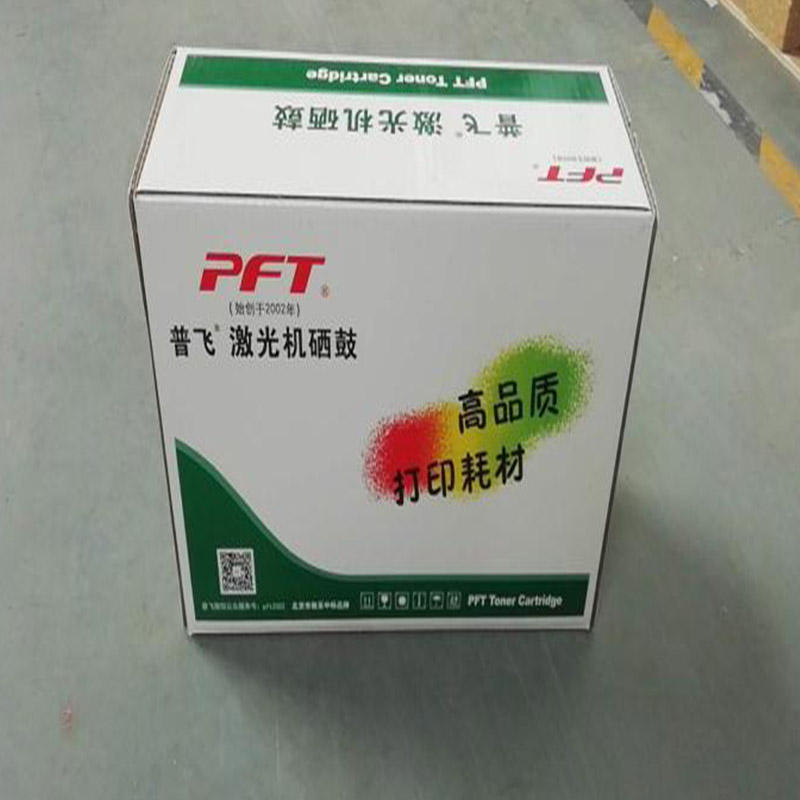 PFT Toner Cartridge
普飞®激光机硒鼓
PFT®
PFT®
(始创于2002年)
普飞®激光机硒鼓
高品质
打印耗材
PFT Toner Cartridge